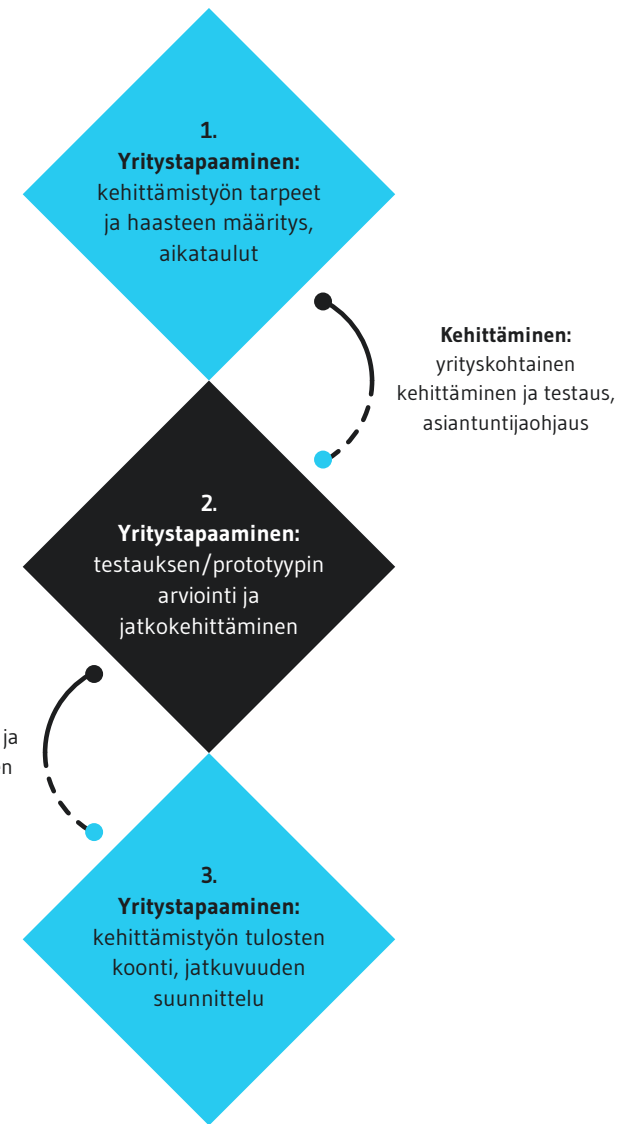 1.
Yritystapaaminen:
kehittämistyön tarpeet
ja haasteen määritys,
aikataulut
Kehittäminen:
yrityskohtainen
kehittäminen ja testaus,
asiantuntijaohjaus
2.
Yritystapaaminen:
testauksen/prototyypin
arviointi ja
jatkokehittäminen
ja
3.
Yritystapaaminen:
kehittämistyön tulosten
koonti, jatkuvuuden
suunnittelu